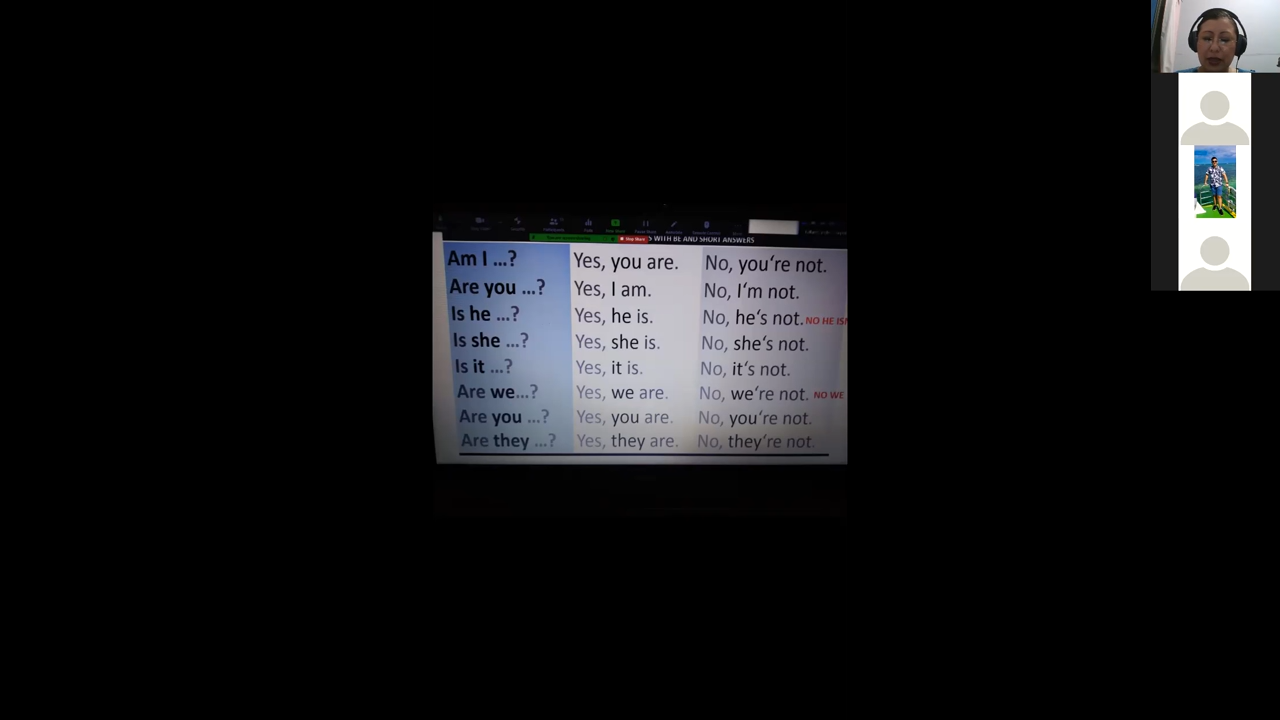 Stop Share
S WITH BE AND SHORT ANSWERS
Am I ...? Yes, you are. No, you're not.
Are you ...? Yes, I am. No, I'm not.
Is he ...? Yes, he is. No, he's not. NO HE ISN
Is she ...? Yes, she is. No, she's not.
Is it ...? Yes, it is. No, it's not.
Are we...? Yes, we are. No, we're not. NO WE
Are you ...? Yes, you are. No, you're not.
Are they ...? Yes, they are. No, they're not.